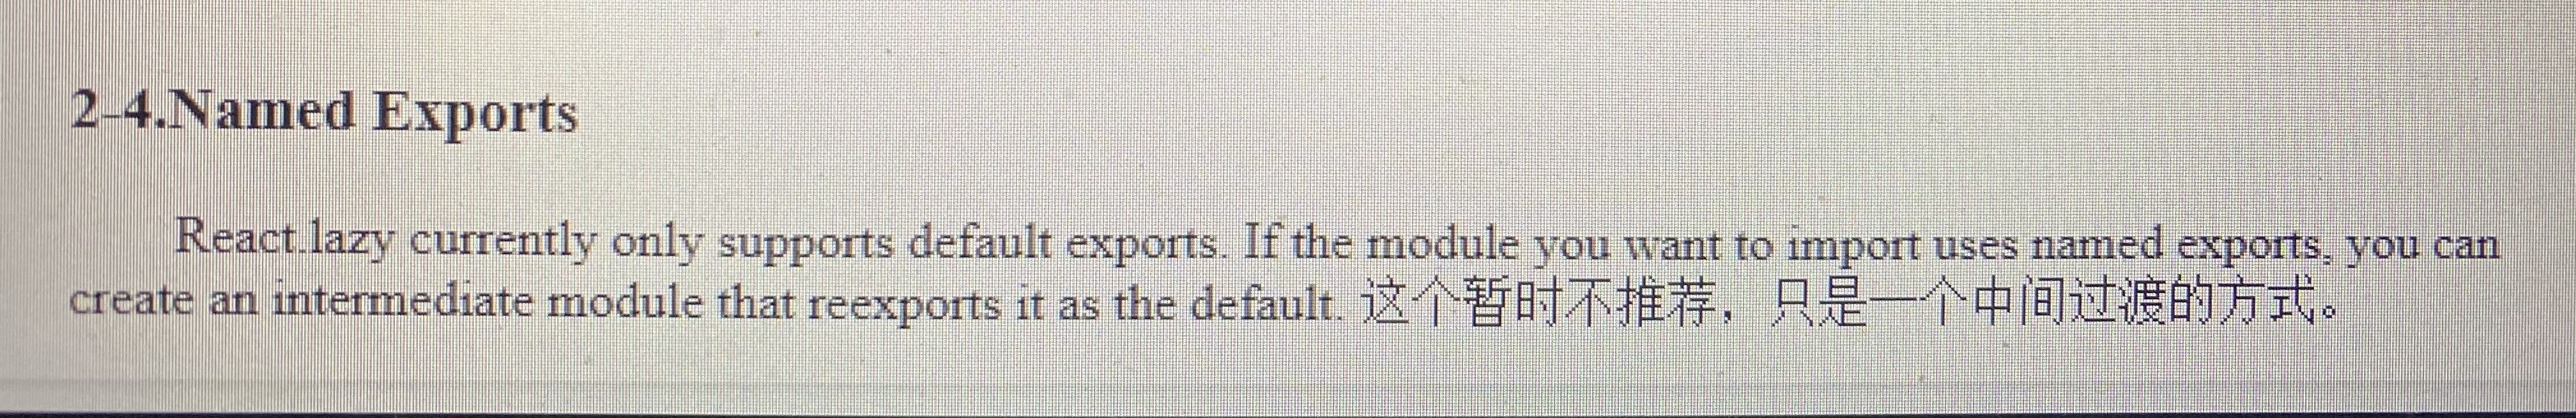 2-4.Named Exports
React.lazy currently only supports default exports. If the module you want to import uses named exports, you can
create an intermediate module that reexports it as the default. 这个暂时不推荐，只是一个中间过渡的方式。